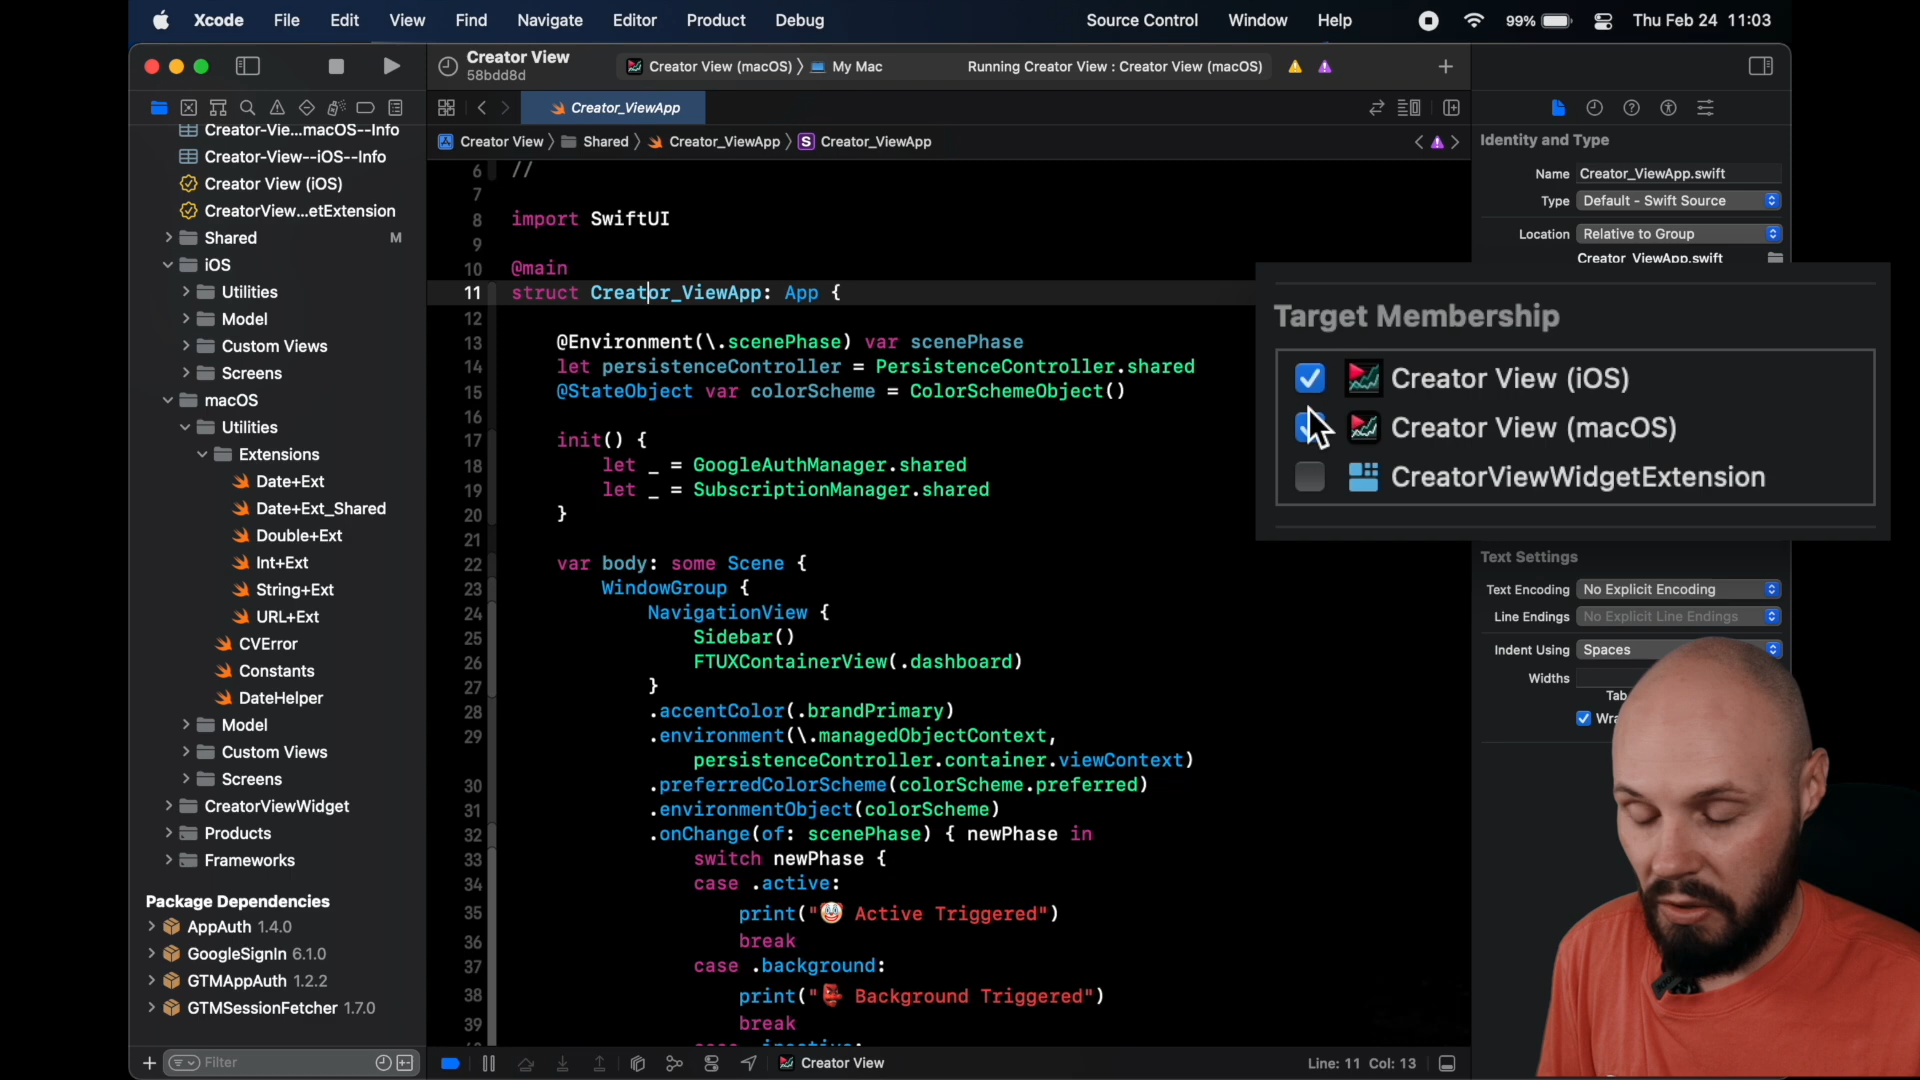 Xcode File Edit View Find Navigate Editor Product Debug Source Control Window Help 99% Thu Feb 24 11:03
Creator View
58bdd8d
Creator View (macOS) 〉 My Mac
Running Creator View : Creator View (macOS)
Creator_ViewApp
Creator View 〉 Shared 〉 Creator_ViewApp 〉 S Creator_ViewApp
Creator-Vie...macOS--Info
Creator-View--iOS--Info
Creator View (iOS)
CreatorView...etExtension
Shared M
iOS
Utilities
Model
Custom Views
Screens
macOS
Utilities
Extensions
Date+Ext
Date+Ext_Shared
Double+Ext
Int+Ext
String+Ext
URL+Ext
CVError
Constants
DateHelper
Model
Custom Views
Screens
CreatorViewWidget
Products
Frameworks
Package Dependencies
AppAuth 1.4.0
GoogleSignIn 6.1.0
GTMAppAuth 1.2.2
GTMSessionFetcher 1.7.0
Filter
6 //
7
8 import SwiftUI
9
10 @main
11 struct Creator_ViewApp: App {
12
13 @Environment(\.scenePhase) var scenePhase
14 let persistenceController = PersistenceController.shared
15 @StateObject var colorScheme = ColorSchemeObject()
16
17 init() {
18 let _ = GoogleAuthManager.shared
19 let _ = SubscriptionManager.shared
20 }
21
22 var body: some Scene {
23 WindowGroup {
24 NavigationView {
25 Sidebar()
26 FTUXContainerView(.dashboard)
27 }
28 .accentColor(.brandPrimary)
29 .environment(\.managedObjectContext,
persistenceController.container.viewContext)
30 .preferredColorScheme(colorScheme.preferred)
31 .environmentObject(colorScheme)
32 .onChange(of: scenePhase) { newPhase in
33 switch newPhase {
34 case .active:
35 print("🤡 Active Triggered")
36 break
37 case .background:
38 print("👺 Background Triggered")
39 break
Creator View
Line: 11 Col: 13
Identity and Type
Name Creator_ViewApp.swift
Type Default - Swift Source
Location Relative to Group
Creator_ViewApp.swift
Target Membership
Creator View (iOS)
Creator View (macOS)
CreatorViewWidgetExtension
Text Settings
Text Encoding No Explicit Encoding
Line Endings No Explicit Line Endings
Indent Using Spaces
Widths
Tab